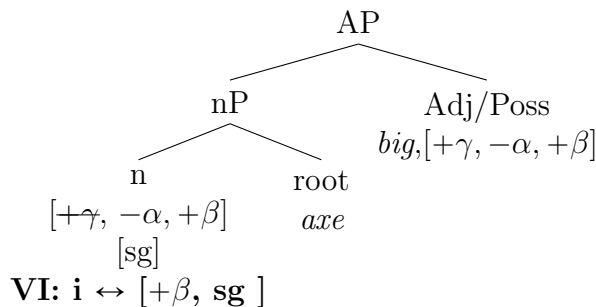 AP
nP Adj/Poss
big,[+γ, −α, +β]
n root
[+γ, −α, +β] axe
[sg]
VI: i ↔ [+β, sg ]